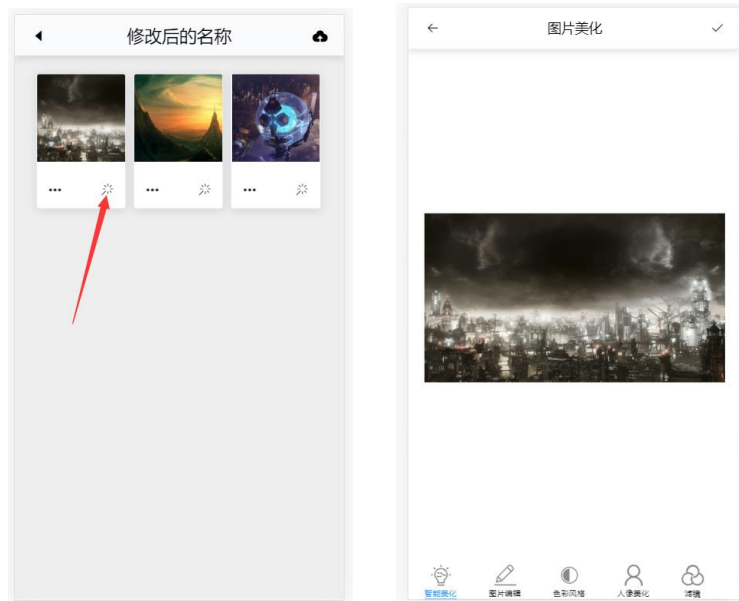 修改后的名称
图片美化
智能美化
图片编辑
色彩风格
人像美化
滤镜